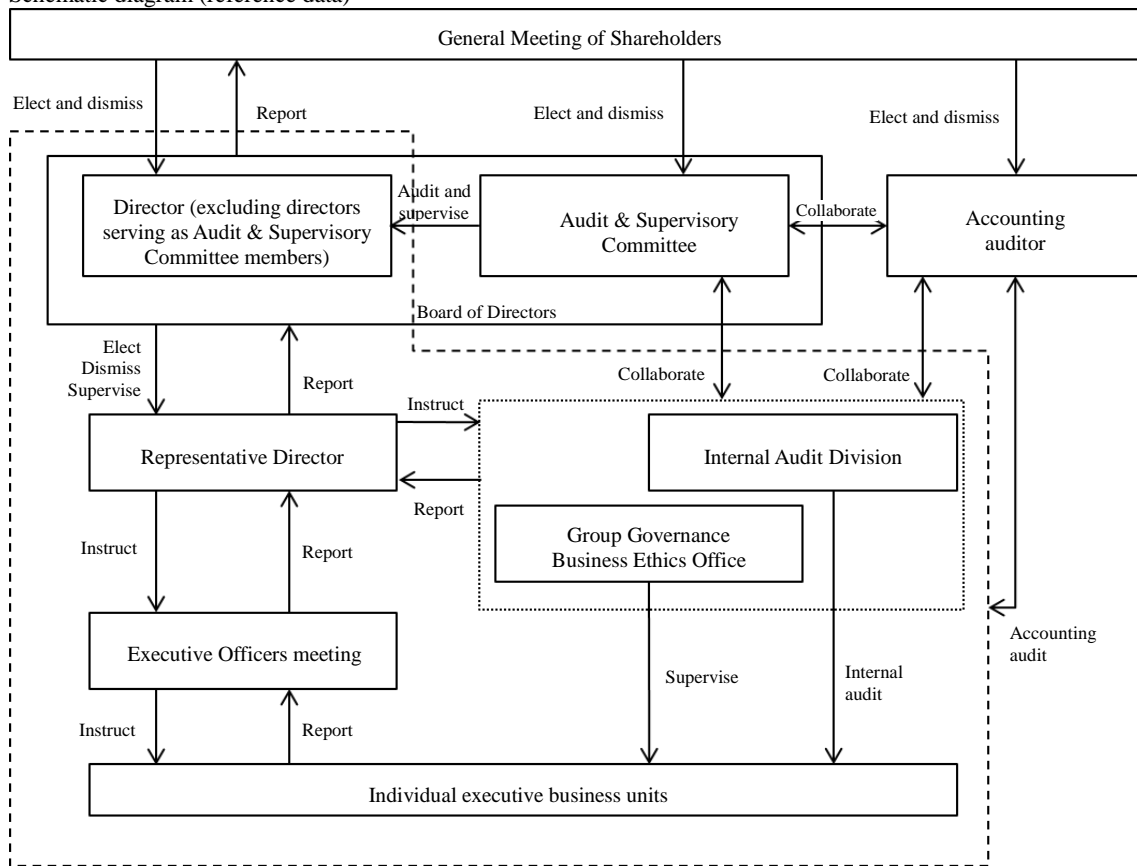 Schematic diagram (reference data)
General Meeting of Shareholders
Elect and dismiss
Report
Elect and dismiss
Elect and dismiss
Director (excluding directors
serving as Audit & Supervisory
Committee members)
Audit and
supervise
Audit & Supervisory
Committee
Collaborate
Accounting
auditor
Board of Directors
Elect
Dismiss
Supervise
Report
Collaborate
Collaborate
Representative Director
Instruct
Report
Internal Audit Division
Group Governance
Business Ethics Office
Instruct
Report
Executive Officers meeting
Supervise
Internal
audit
Accounting
audit
Instruct
Report
Individual executive business units